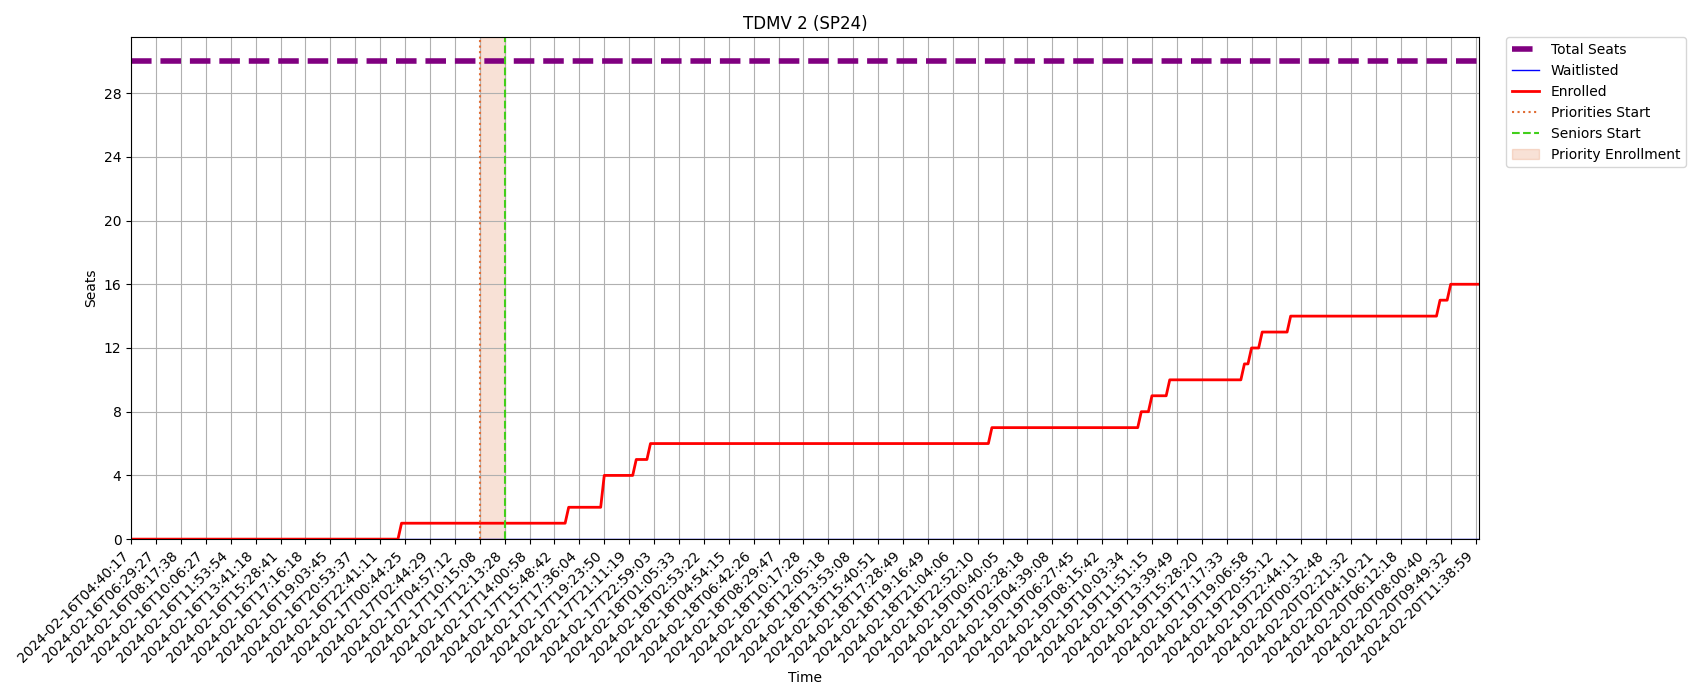 TDMV 2 (SP24)
Total Seats
Waitlisted
Enrolled
Priorities Start
Seniors Start
Priority Enrollment
Seats
28
24
20
16
12
8
4
0
2024-02-16T04:40:17
2024-02-16T06:29:27
2024-02-16T08:17:38
2024-02-16T10:06:27
2024-02-16T11:53:54
2024-02-16T13:41:18
2024-02-16T15:28:41
2024-02-16T17:16:18
2024-02-16T19:03:45
2024-02-16T20:53:37
2024-02-16T22:41:11
2024-02-17T00:44:25
2024-02-17T02:44:29
2024-02-17T04:57:12
2024-02-17T10:15:08
2024-02-17T12:13:28
2024-02-17T14:00:58
2024-02-17T15:48:42
2024-02-17T17:36:04
2024-02-17T19:23:50
2024-02-17T21:11:19
2024-02-17T22:59:03
2024-02-18T01:05:33
2024-02-18T02:53:22
2024-02-18T04:54:15
2024-02-18T06:42:26
2024-02-18T08:29:47
2024-02-18T10:17:28
2024-02-18T12:05:18
2024-02-18T13:53:08
2024-02-18T15:40:51
2024-02-18T17:28:49
2024-02-18T19:16:49
2024-02-18T21:04:06
2024-02-18T22:52:10
2024-02-19T00:40:05
2024-02-19T02:28:18
2024-02-19T04:39:08
2024-02-19T06:27:45
2024-02-19T08:15:42
2024-02-19T10:03:34
2024-02-19T11:51:15
2024-02-19T13:39:49
2024-02-19T15:28:20
2024-02-19T17:17:33
2024-02-19T19:06:58
2024-02-19T20:55:12
2024-02-19T22:44:11
2024-02-20T00:32:48
2024-02-20T02:21:32
2024-02-20T04:10:21
2024-02-20T06:12:18
2024-02-20T08:00:40
2024-02-20T09:49:32
2024-02-20T11:38:59
Time